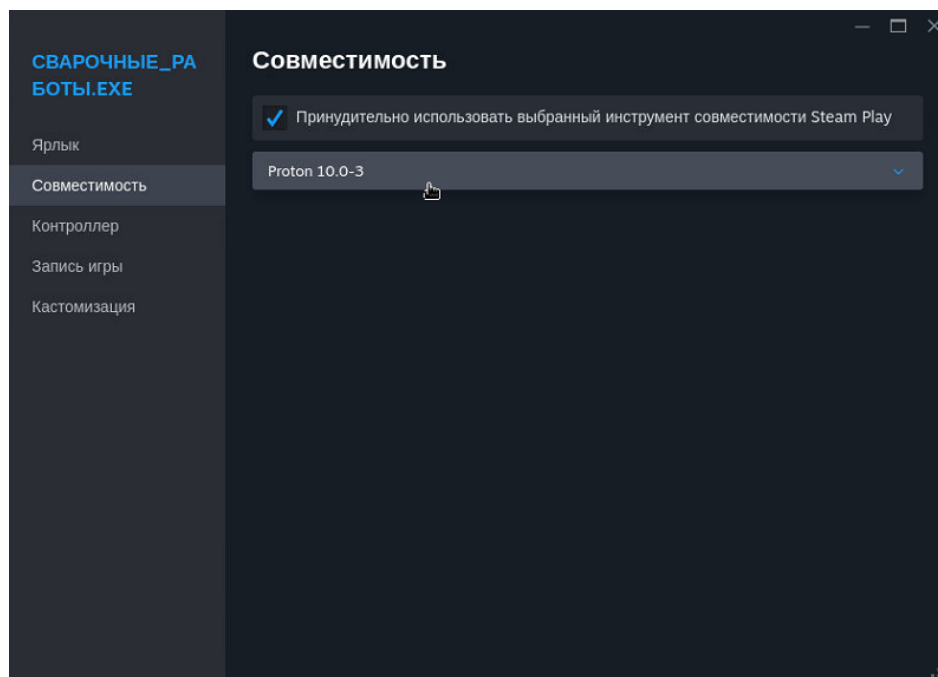 СВАРОЧНЫЕ_РА
БОТЫ.EXE
Ярлык
Совместимость
Контроллер
Запись игры
Кастомизация
Совместимость
Принудительно использовать выбранный инструмент совместимости Steam Play
Proton 10.0-3